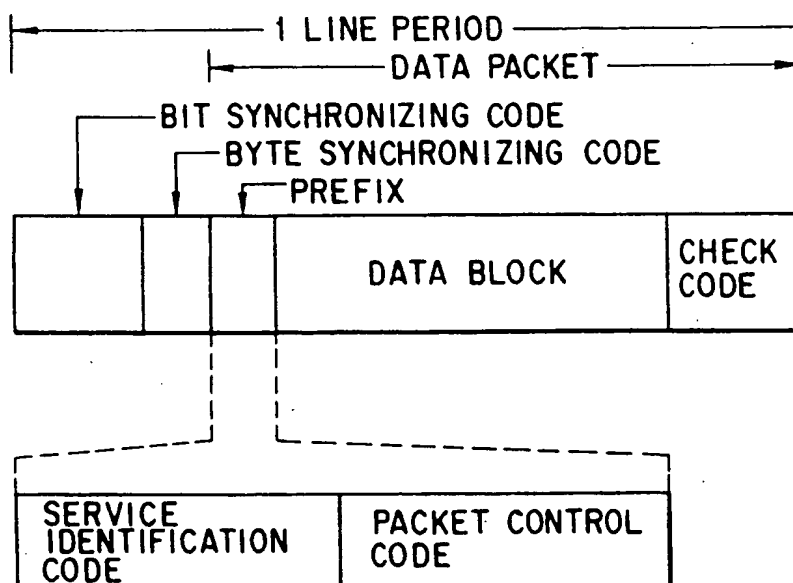 1 LINE PERIOD
DATA PACKET
BIT SYNCHRONIZING CODE
BYTE SYNCHRONIZING CODE
PREFIX
DATA BLOCK
CHECK
CODE
SERVICE
IDENTIFICATION
CODE
PACKET CONTROL
CODE